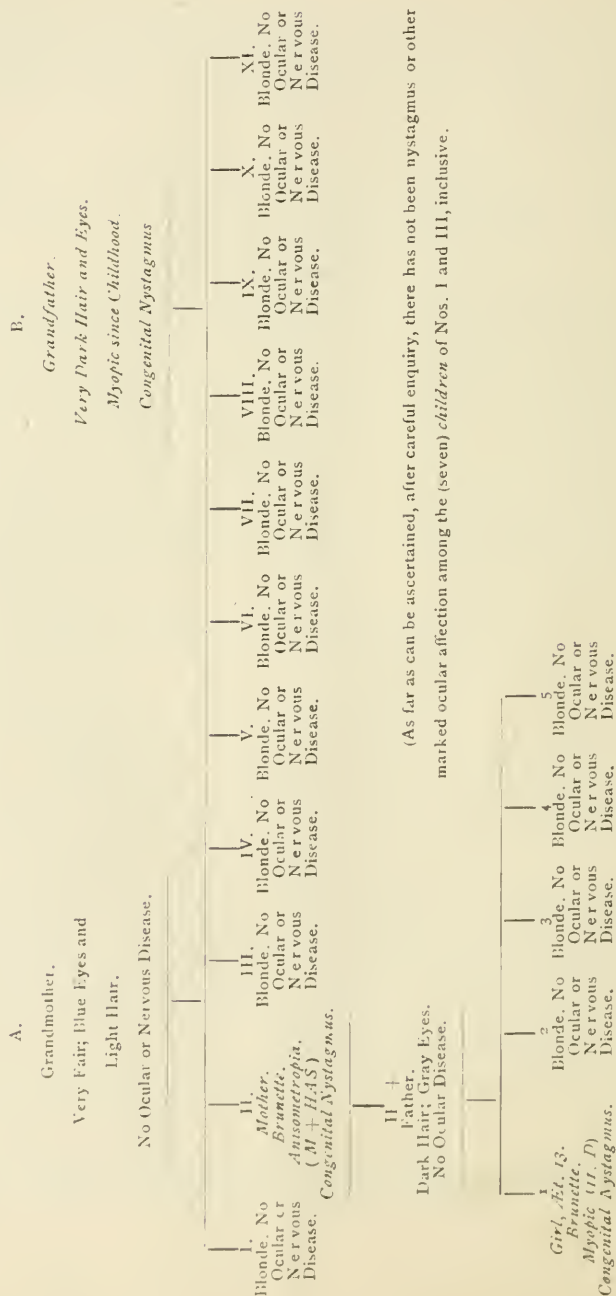 A.
Grandmother.
Very Fair; Blue Eyes and
Light Hair.
No Ocular or Nervous Disease.
B.
Grandfather.
Very Dark Hair and Eyes.
Myopic since Childhood.
Congenital Nystagmus
I.
Blonde. No
Ocular or
Nervous
Disease.
II.
Mother.
Brunette.
Anisometropia,
(M + HAS)
Congenital Nystagmus.
III.
Blonde. No
Ocular or
Nervous
Disease.
IV.
Blonde. No
Ocular or
Nervous
Disease.
V.
Blonde. No
Ocular or
Nervous
Disease.
VI.
Blonde. No
Ocular or
Nervous
Disease.
VII.
Blonde. No
Ocular or
Nervous
Disease.
VIII.
Blonde. No
Ocular or
Nervous
Disease.
IX.
Blonde. No
Ocular or
Nervous
Disease.
X.
Blonde. No
Ocular or
Nervous
Disease.
XI.
Blonde. No
Ocular or
Nervous
Disease.
II +
Father.
Dark Hair; Gray Eyes.
No Ocular Disease.
(As far as can be ascertained, after careful enquiry, there has not been nystagmus or other
marked ocular affection among the (seven) children of Nos. I and III, inclusive.
1
Girl, Æt. 13.
Brunette.
Myopic (11. D)
Congenital Nystagmus.
2
Blonde. No
Ocular or
Nervous
Disease.
3
Blonde. No
Ocular or
Nervous
Disease.
4
Blonde. No
Ocular or
Nervous
Disease.
5
Blonde. No
Ocular or
Nervous
Disease.